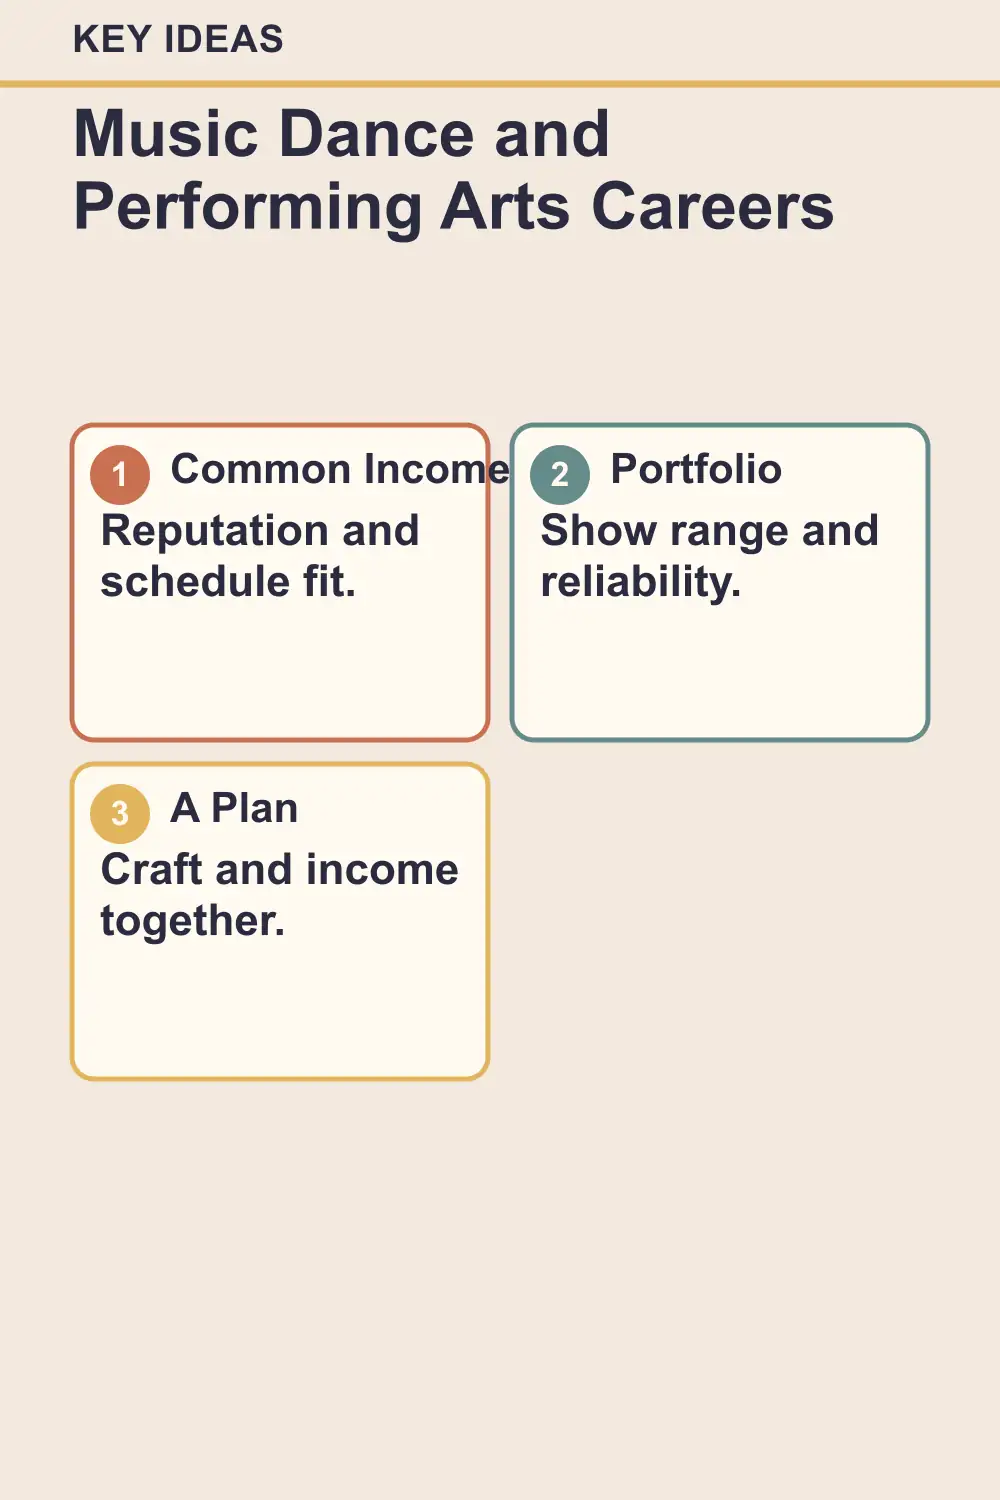 KEY IDEAS
Music Dance and
Performing Arts Careers
1 Common Income
Reputation and
schedule fit.
2 Portfolio
Show range and
reliability.
3 A Plan
Craft and income
together.